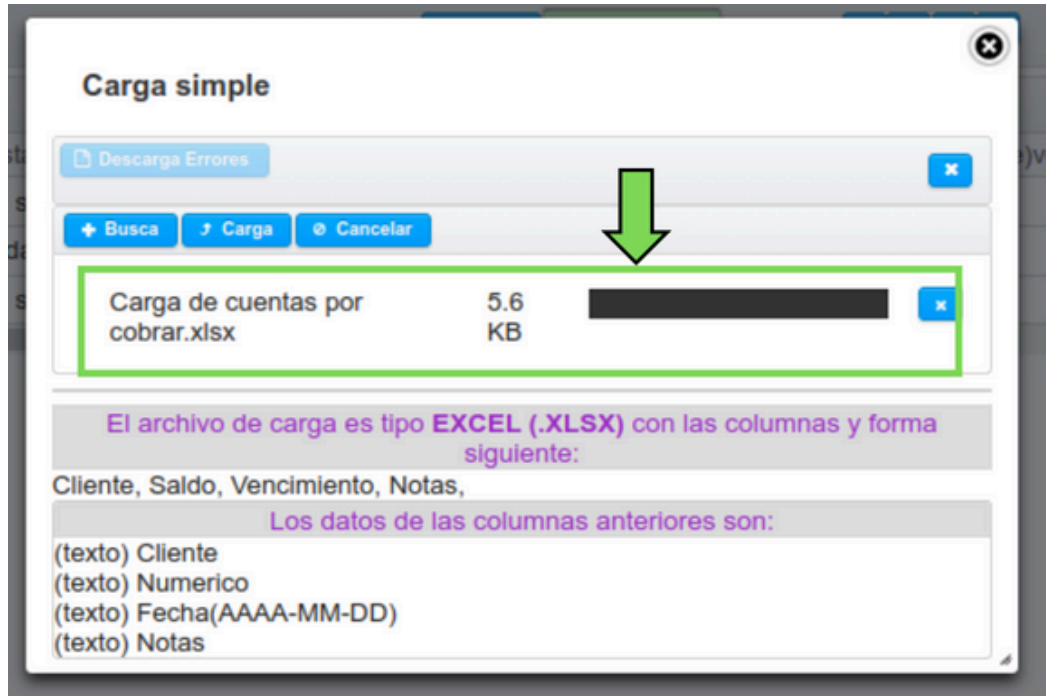 Carga simple
Descarga Errores
Busca Carga Cancelar
Carga de cuentas por 5.6
cobrar.xlsx KB
El archivo de carga es tipo EXCEL (.XLSX) con las columnas y forma
siguiente:
Cliente, Saldo, Vencimiento, Notas,
Los datos de las columnas anteriores son:
(texto) Cliente
(texto) Numerico
(texto) Fecha(AAAA-MM-DD)
(texto) Notas